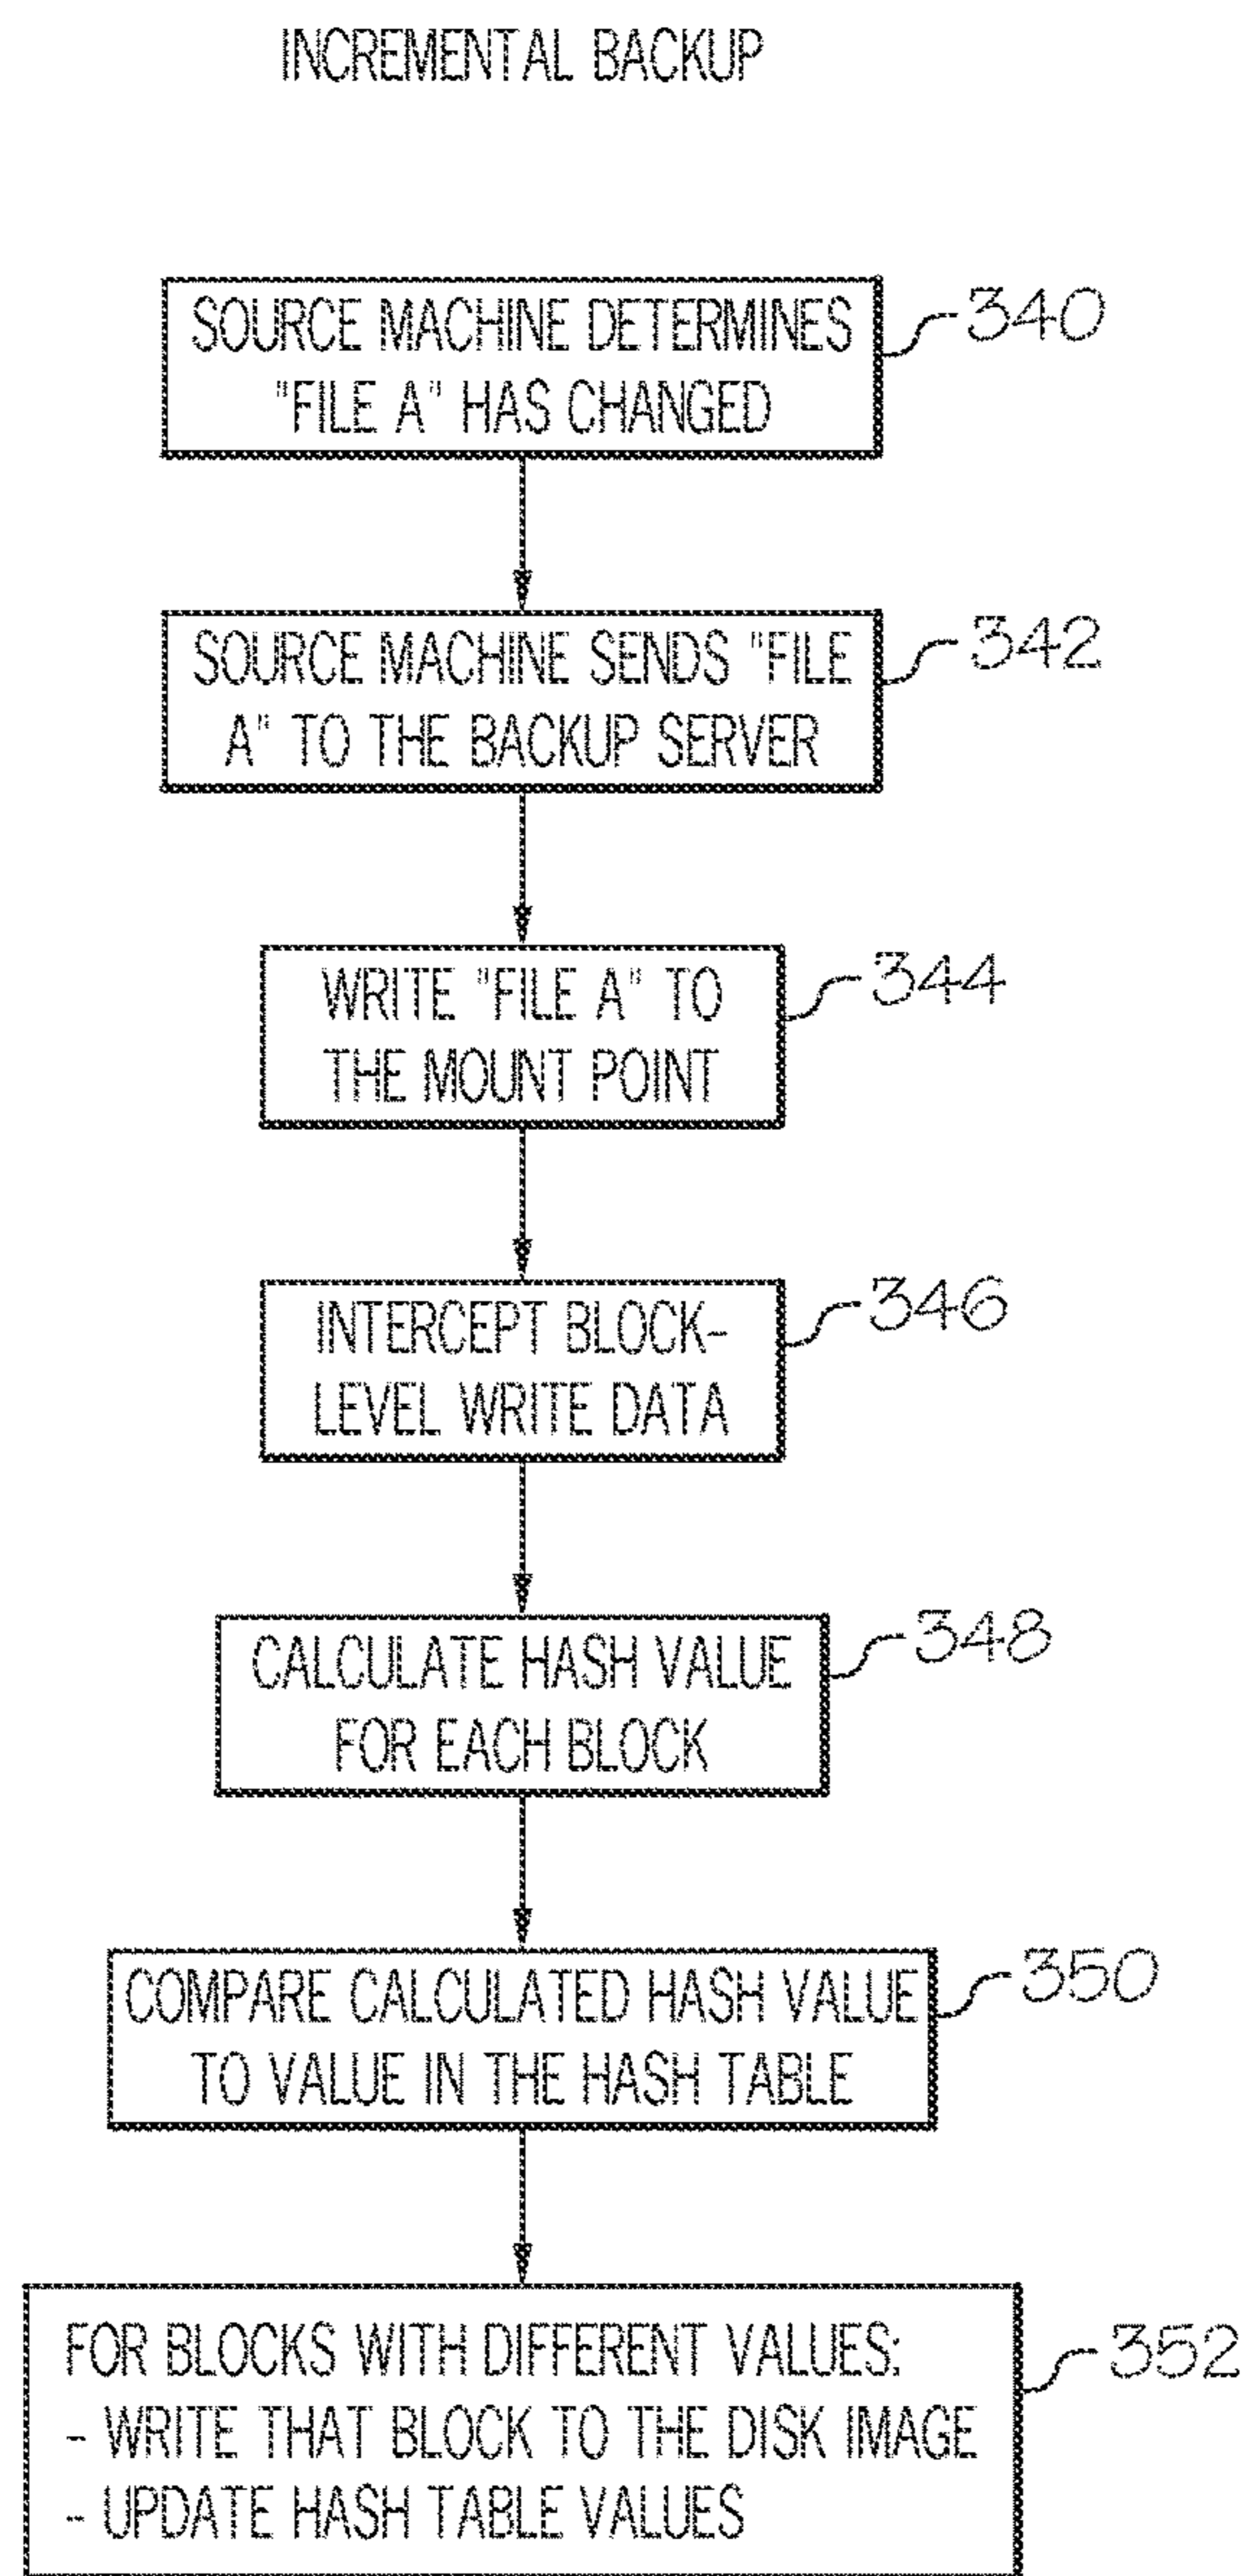 INCREMENTAL BACKUP
SOURCE MACHINE DETERMINES
"FILE A" HAS CHANGED
340
SOURCE MACHINE SENDS "FILE
A" TO THE BACKUP SERVER
342
WRITE "FILE A" TO
THE MOUNT POINT
344
INTERCEPT BLOCK-
LEVEL WRITE DATA
346
CALCULATE HASH VALUE
FOR EACH BLOCK
348
COMPARE CALCULATED HASH VALUE
TO VALUE IN THE HASH TABLE
350
FOR BLOCKS WITH DIFFERENT VALUES:
- WRITE THAT BLOCK TO THE DISK IMAGE
- UPDATE HASH TABLE VALUES
352